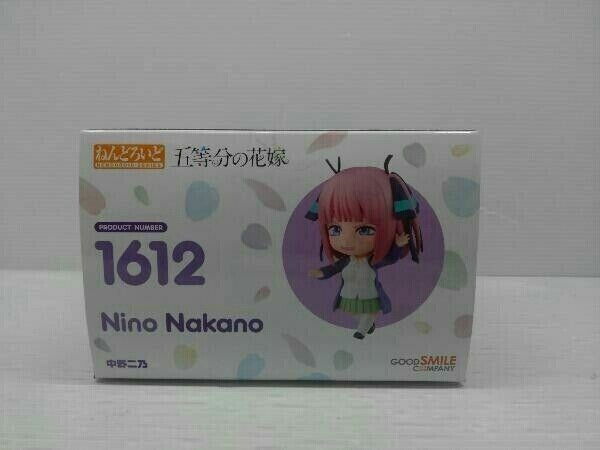 ねんどろいど
NENDOROID SERIES
五等分の花嫁
PRODUCT NUMBER
1612
Nino Nakano
中野二乃
GOOD SMILE
COMPANY